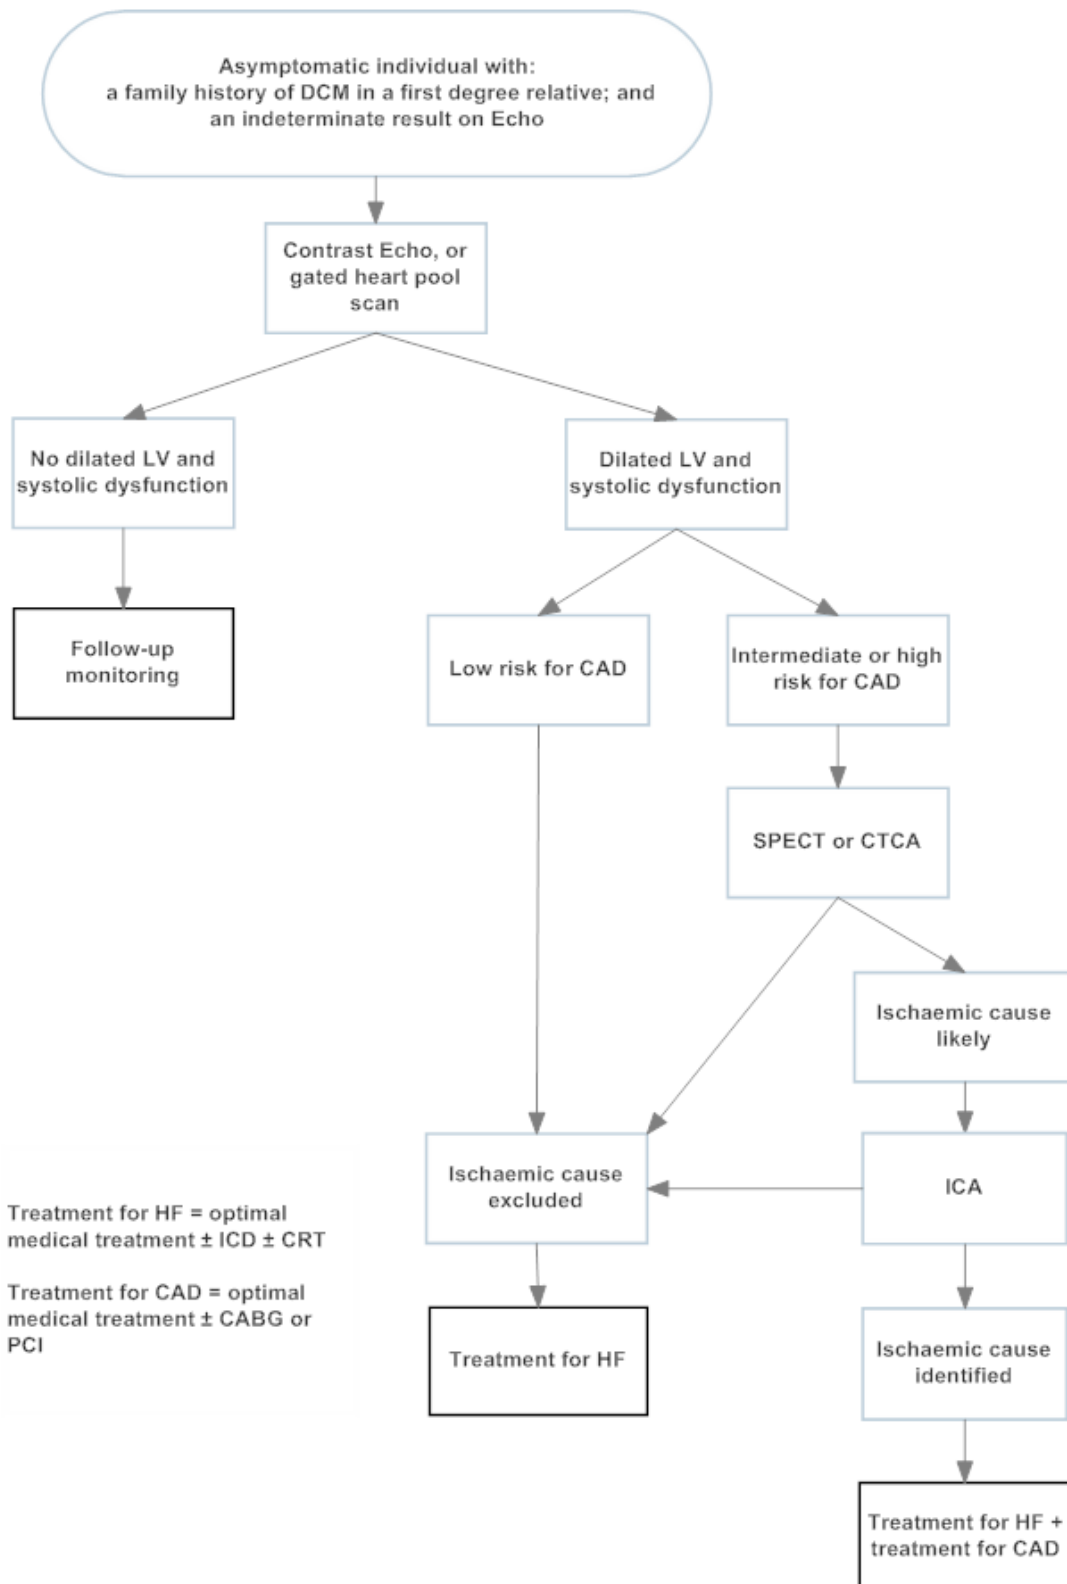 Asymptomatic individual with:
a family history of DCM in a first degree relative; and
an indeterminate result on Echo
Contrast Echo, or
gated heart pool
scan
No dilated LV and
systolic dysfunction
Dilated LV and
systolic dysfunction
Follow-up
monitoring
Low risk for CAD
Intermediate or high
risk for CAD
SPECT or CTCA
Ischaemic cause
likely
Ischaemic cause
excluded
ICA
Treatment for HF = optimal
medical treatment ± ICD ± CRT
Treatment for CAD = optimal
medical treatment ± CABG or
PCI
Treatment for HF
Ischaemic cause
identified
Treatment for HF +
treatment for CAD